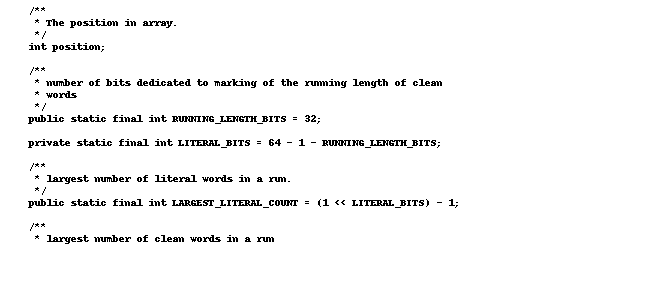 /**
 * The position in array.
 */
int position;
/**
 * number of bits dedicated to marking of the running length of clean
 * words
 */
public static final int RUNNING_LENGTH_BITS = 32;
private static final int LITERAL_BITS = 64 - 1 - RUNNING_LENGTH_BITS;
/**
 * largest number of literal words in a run.
 */
public static final int LARGEST_LITERAL_COUNT = (1 << LITERAL_BITS) - 1;
/**
 * largest number of clean words in a run